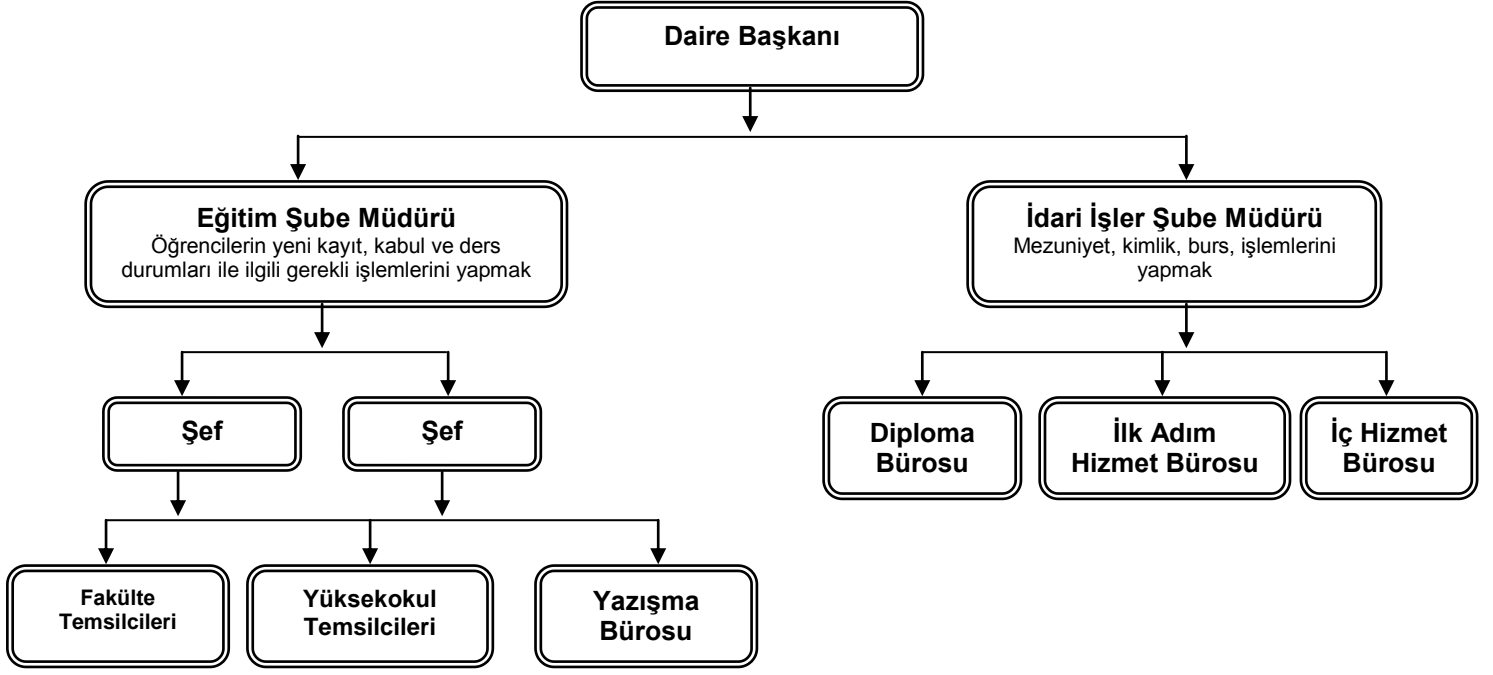 Daire Başkanı
Eğitim Şube Müdürü
Öğrencilerin yeni kayıt, kabul ve ders
durumları ile ilgili gerekli işlemlerini yapmak
İdari İşler Şube Müdürü
Mezuniyet, kimlik, burs, işlemlerini
yapmak
Şef
Şef
Diploma
Bürosu
İlk Adım
Hizmet Bürosu
İç Hizmet
Bürosu
Fakülte
Temsilcileri
Yüksekokul
Temsilcileri
Yazışma
Bürosu